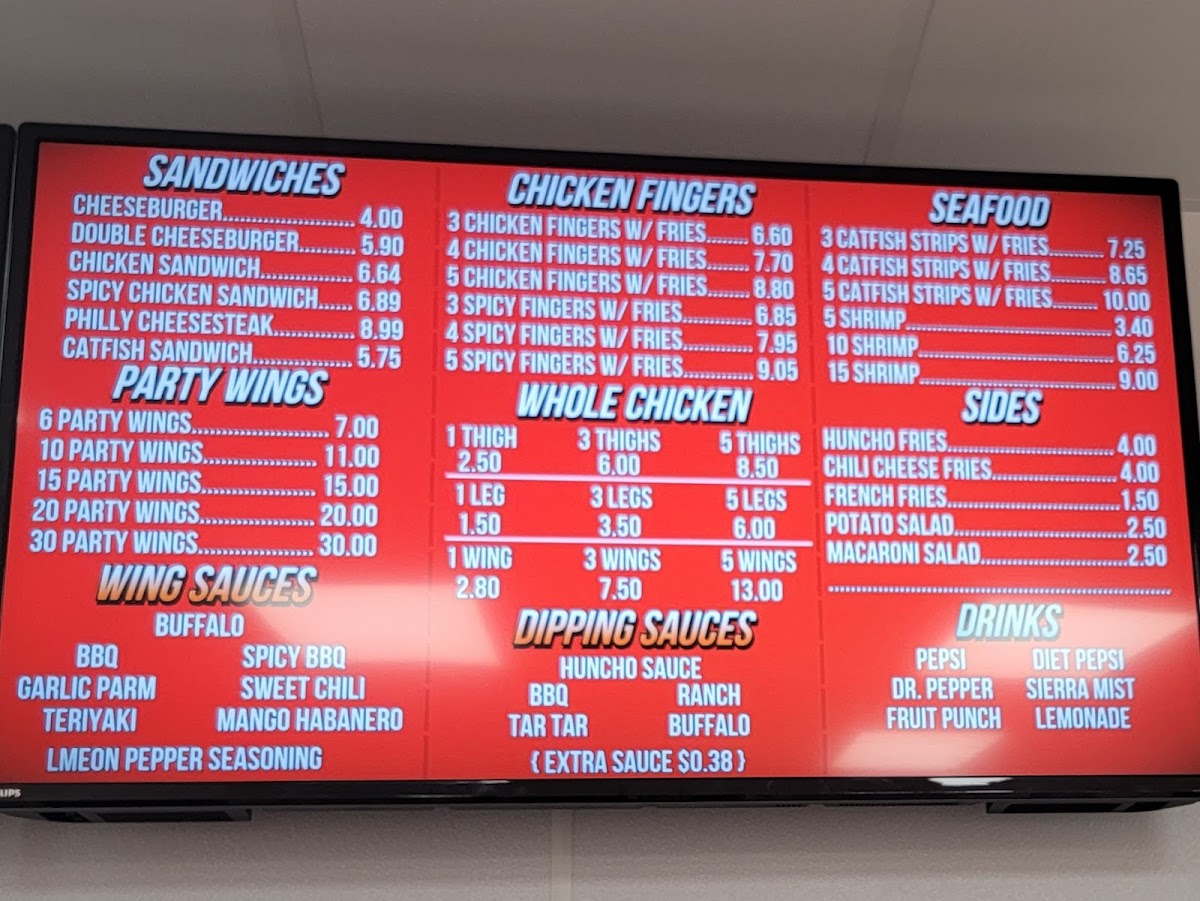 SANDWICHES
CHEESEBURGER.................... 4.00
DOUBLE CHEESEBURGER........ 5.90
CHICKEN SANDWICH............... 6.64
SPICY CHICKEN SANDWICH...... 6.89
PHILLY CHEESESTEAK............. 8.99
CATFISH SANDWICH................ 5.75
PARTY WINGS
6 PARTY WINGS...................... 7.00
10 PARTY WINGS................... 11.00
15 PARTY WINGS................... 15.00
20 PARTY WINGS................... 20.00
30 PARTY WINGS................... 30.00
WING SAUCES
BUFFALO
BBQ SPICY BBQ
GARLIC PARM SWEET CHILI
TERIYAKI MANGO HABANERO
LMEON PEPPER SEASONING
CHICKEN FINGERS
3 CHICKEN FINGERS W/ FRIES....... 6.60
4 CHICKEN FINGERS W/ FRIES....... 7.70
5 CHICKEN FINGERS W/ FRIES....... 8.80
3 SPICY FINGERS W/ FRIES............ 6.85
4 SPICY FINGERS W/ FRIES............ 7.95
5 SPICY FINGERS W/ FRIES............ 9.05
WHOLE CHICKEN
1 THIGH 3 THIGHS 5 THIGHS
2.50 6.00 8.50
1 LEG 3 LEGS 5 LEGS
1.50 3.50 6.00
1 WING 3 WINGS 5 WINGS
2.80 7.50 13.00
DIPPING SAUCES
HUNCHO SAUCE
BBQ RANCH
TAR TAR BUFFALO
{ EXTRA SAUCE $0.38 }
SEAFOOD
3 CATFISH STRIPS W/ FRIES......... 7.25
4 CATFISH STRIPS W/ FRIES......... 8.65
5 CATFISH STRIPS W/ FRIES....... 10.00
5 SHRIMP.................................. 3.40
10 SHRIMP................................ 6.25
15 SHRIMP................................ 9.00
SIDES
HUNCHO FRIES........................... 4.00
CHILI CHEESE FRIES.................... 4.00
FRENCH FRIES........................... 1.50
POTATO SALAD........................... 2.50
MACARONI SALAD....................... 2.50
..............................................................
DRINKS
PEPSI DIET PEPSI
DR. PEPPER SIERRA MIST
FRUIT PUNCH LEMONADE
LIPS